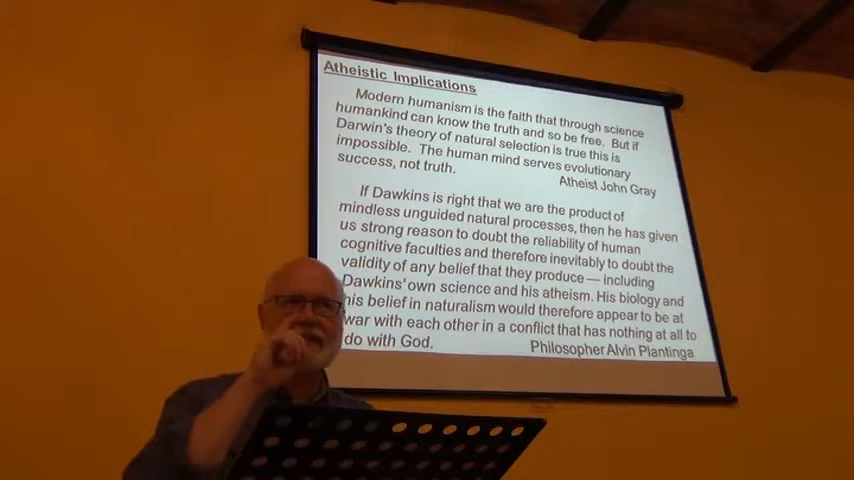 Atheistic Implications
Modern humanism is the faith that through science
humankind can know the truth and so be free. But if
Darwin's theory of natural selection is true this is
impossible. The human mind serves evolutionary
success, not truth.
Atheist John Gray
If Dawkins is right that we are the product of
mindless unguided natural processes, then he has given
us strong reason to doubt the reliability of human
cognitive faculties and therefore inevitably to doubt the
validity of any belief that they produce — including
Dawkins' own science and his atheism. His biology and
his belief in naturalism would therefore appear to be at
war with each other in a conflict that has nothing at all to
do with God.
Philosopher Alvin Plantinga